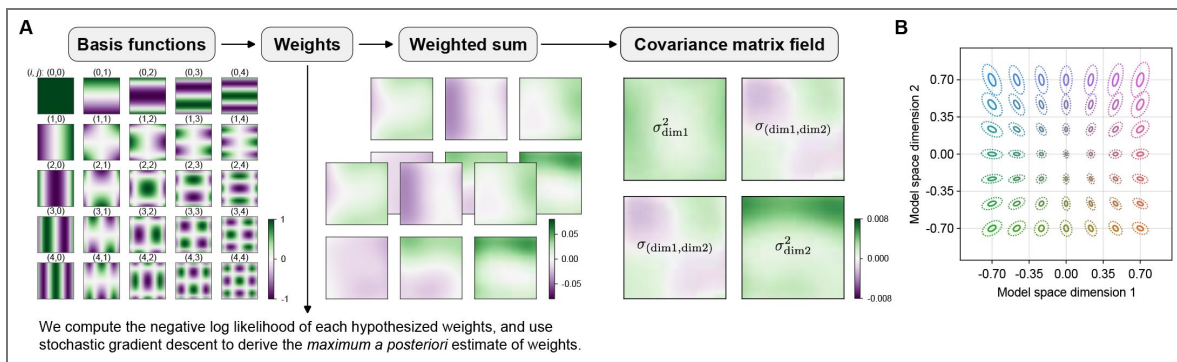 A
Basis functions
Weights
Weighted sum
Covariance matrix field
(i, j): (0,0) (0,1) (0,2) (0,3) (0,4)
(1,0) (1,1) (1,2) (1,3) (1,4)
(2,0) (2,1) (2,2) (2,3) (2,4)
(3,0) (3,1) (3,2) (3,3) (3,4)
(4,0) (4,1) (4,2) (4,3) (4,4)
1
0
-1
0.05
0.00
-0.05
σ²dim1
σ(dim1,dim2)
σ(dim1,dim2)
σ²dim2
0.008
0.000
-0.008
We compute the negative log likelihood of each hypothesized weights, and use
stochastic gradient descent to derive the maximum a posteriori estimate of weights.
B
Model space dimension 2
0.70
0.35
0.00
-0.35
-0.70
-0.70 -0.35 0.00 0.35 0.70
Model space dimension 1